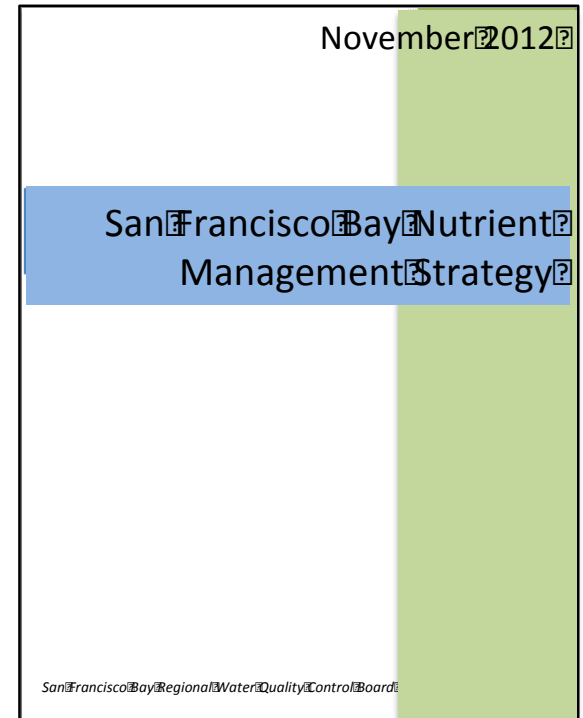 November 2012
San Francisco Bay Nutrient
Management Strategy
San Francisco Bay Regional Water Quality Control Board